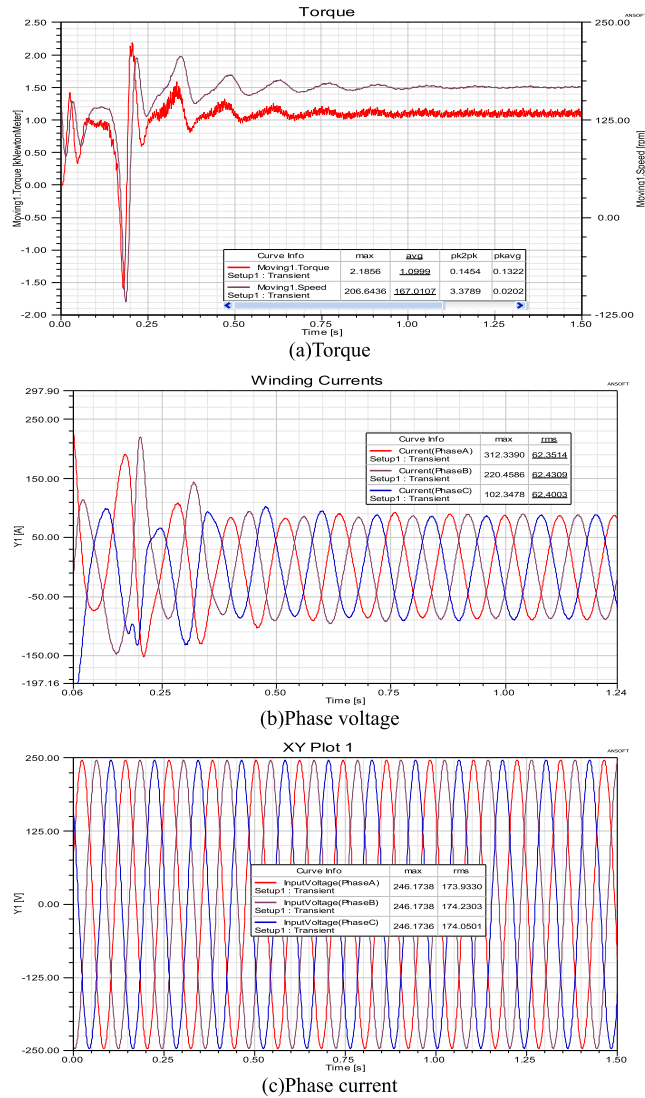 Torque
ANSOFT
2.50
2.00
1.50
1.00
0.50
0.00
-0.50
-1.00
-1.50
-2.00
Moving1.Torque [kNewtonMeter]
250.00
125.00
0.00
-125.00
Moving1.Speed [rpm]
Curve Info max avg pk2pk pkavg
Moving1.Torque
Setup1 : Transient
2.1856 1.0999 0.1454 0.1322
Moving1.Speed
Setup1 : Transient
206.6436 167.0107 3.3789 0.0202
0.00 0.25 0.50 0.75 1.00 1.25 1.50
Time [s]
(a)Torque
Winding Currents
ANSOFT
297.90
250.00
150.00
50.00
-50.00
-150.00
-197.16
Y1 [A]
Curve Info max rms
Current(PhaseA)
Setup1 : Transient
312.3390 62.3514
Current(PhaseB)
Setup1 : Transient
220.4586 62.4309
Current(PhaseC)
Setup1 : Transient
102.3478 62.4003
0.06 0.25 0.50 0.75 1.00 1.24
Time [s]
(b)Phase voltage
XY Plot 1
ANSOFT
250.00
125.00
0.00
-125.00
-250.00
Y1 [V]
Curve Info max rms
InputVoltage(PhaseA)
Setup1 : Transient
246.1738 173.9330
InputVoltage(PhaseB)
Setup1 : Transient
246.1738 174.2303
InputVoltage(PhaseC)
Setup1 : Transient
246.1736 174.0501
0.00 0.25 0.50 0.75 1.00 1.25 1.50
Time [s]
(c)Phase current